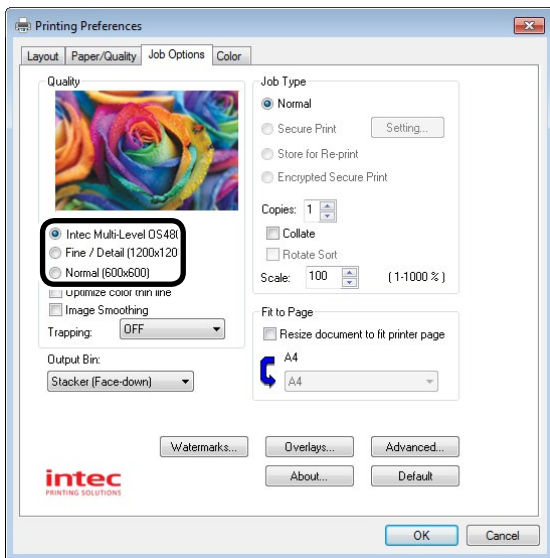 Printing Preferences
Layout Paper/Quality Job Options Color
Quality
Intec Multi-Level OS480
Fine / Detail (1200x120
Normal (600x600)
Optimize color thin line
Image Smoothing
Trapping: OFF
Output Bin:
Stacker (Face-down)
Job Type
Normal
Secure Print Setting...
Store for Re-print
Encrypted Secure Print
Copies: 1
Collate
Rotate Sort
Scale: 100 (1-1000 %)
Fit to Page
Resize document to fit printer page
A4
A4
Watermarks... Overlays... Advanced...
About... Default
intec
PRINTING SOLUTIONS
OK Cancel